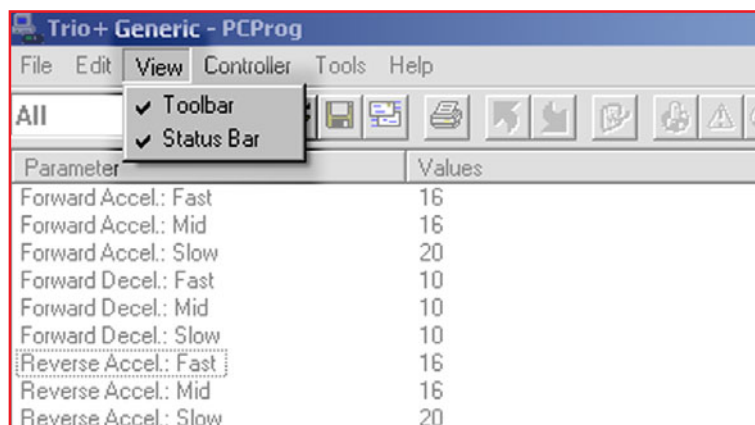 Trio+ Generic - PCProg
File Edit View Controller Tools Help
All
Toolbar
Status Bar
Parameter Values
Forward Accel.: Fast 16
Forward Accel.: Mid 16
Forward Accel.: Slow 20
Forward Decel.: Fast 10
Forward Decel.: Mid 10
Forward Decel.: Slow 10
Reverse Accel.: Fast 16
Reverse Accel.: Mid 16
Reverse Accel.: Slow 20